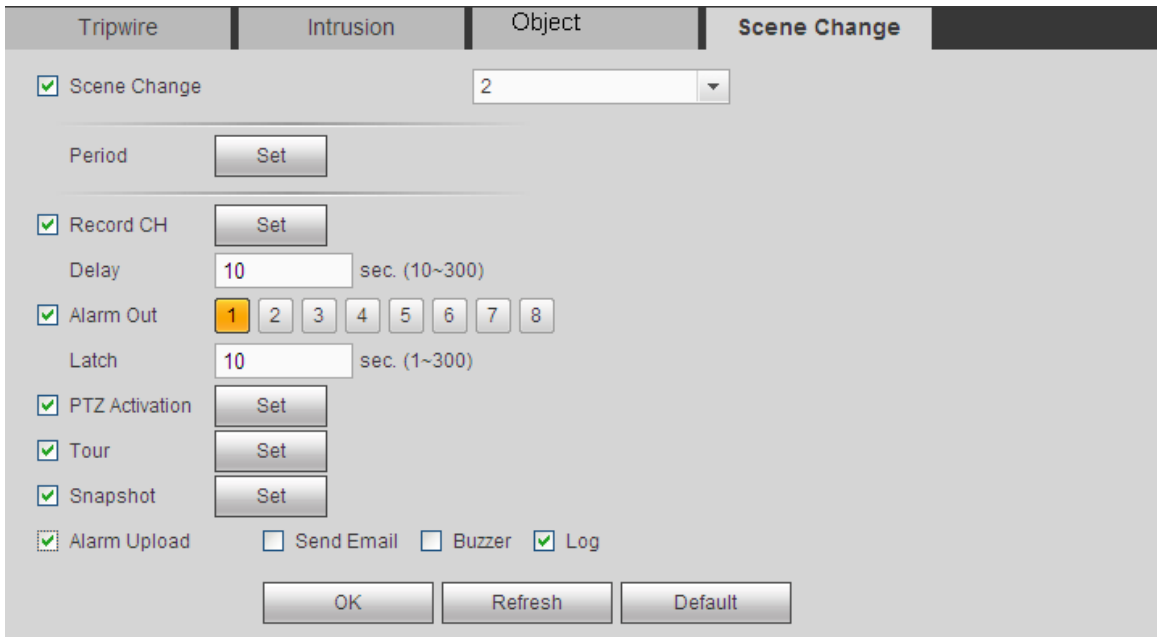 Tripwire Intrusion Object Scene Change
Scene Change 2
Period Set
Record CH Set
Delay 10 sec. (10~300)
Alarm Out 1 2 3 4 5 6 7 8
Latch 10 sec. (1~300)
PTZ Activation Set
Tour Set
Snapshot Set
Alarm Upload Send Email Buzzer Log
OK Refresh Default